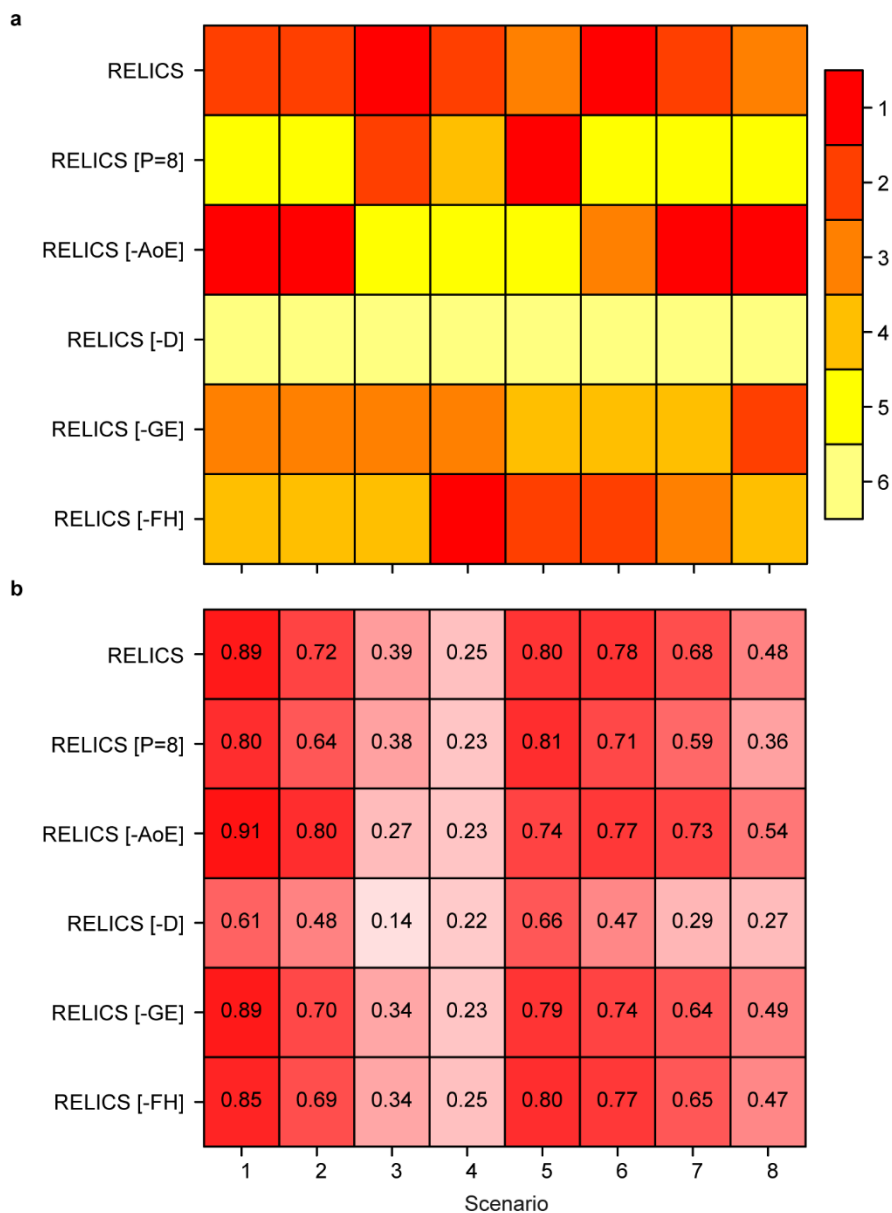 a
RELICS
RELICS [P=8]
RELICS [-AoE]
RELICS [-D]
RELICS [-GE]
RELICS [-FH]
1
2
3
4
5
6
b
RELICS 0.89 0.72 0.39 0.25 0.80 0.78 0.68 0.48
RELICS [P=8] 0.80 0.64 0.38 0.23 0.81 0.71 0.59 0.36
RELICS [-AoE] 0.91 0.80 0.27 0.23 0.74 0.77 0.73 0.54
RELICS [-D] 0.61 0.48 0.14 0.22 0.66 0.47 0.29 0.27
RELICS [-GE] 0.89 0.70 0.34 0.23 0.79 0.74 0.64 0.49
RELICS [-FH] 0.85 0.69 0.34 0.25 0.80 0.77 0.65 0.47
1 2 3 4 5 6 7 8
Scenario